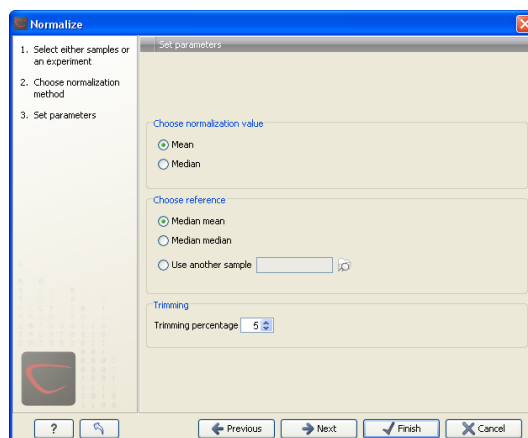 Normalize
1. Select either samples or
an experiment
2. Choose normalization
method
3. Set parameters
Set parameters
Choose normalization value
Mean
Median
Choose reference
Median mean
Median median
Use another sample
Trimming
Trimming percentage 5
?
Previous
Next
Finish
Cancel